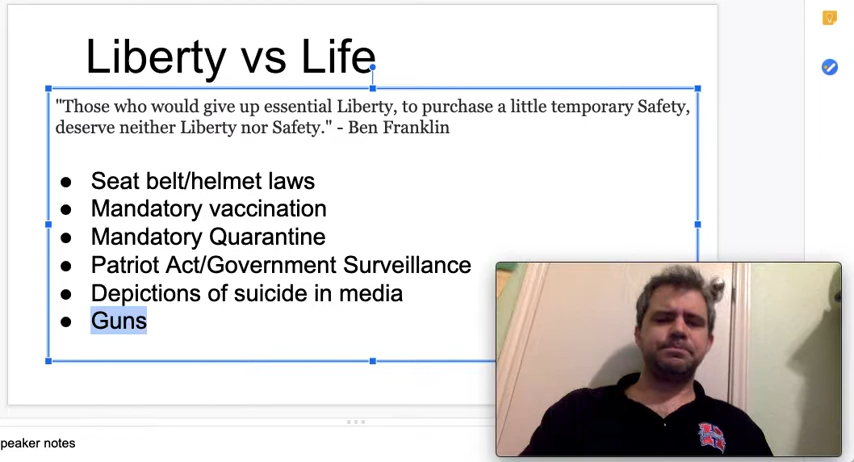 Liberty vs Life
"Those who would give up essential Liberty, to purchase a little temporary Safety,
deserve neither Liberty nor Safety." - Ben Franklin
● Seat belt/helmet laws
● Mandatory vaccination
● Mandatory Quarantine
● Patriot Act/Government Surveillance
● Depictions of suicide in media
● Guns
peaker notes